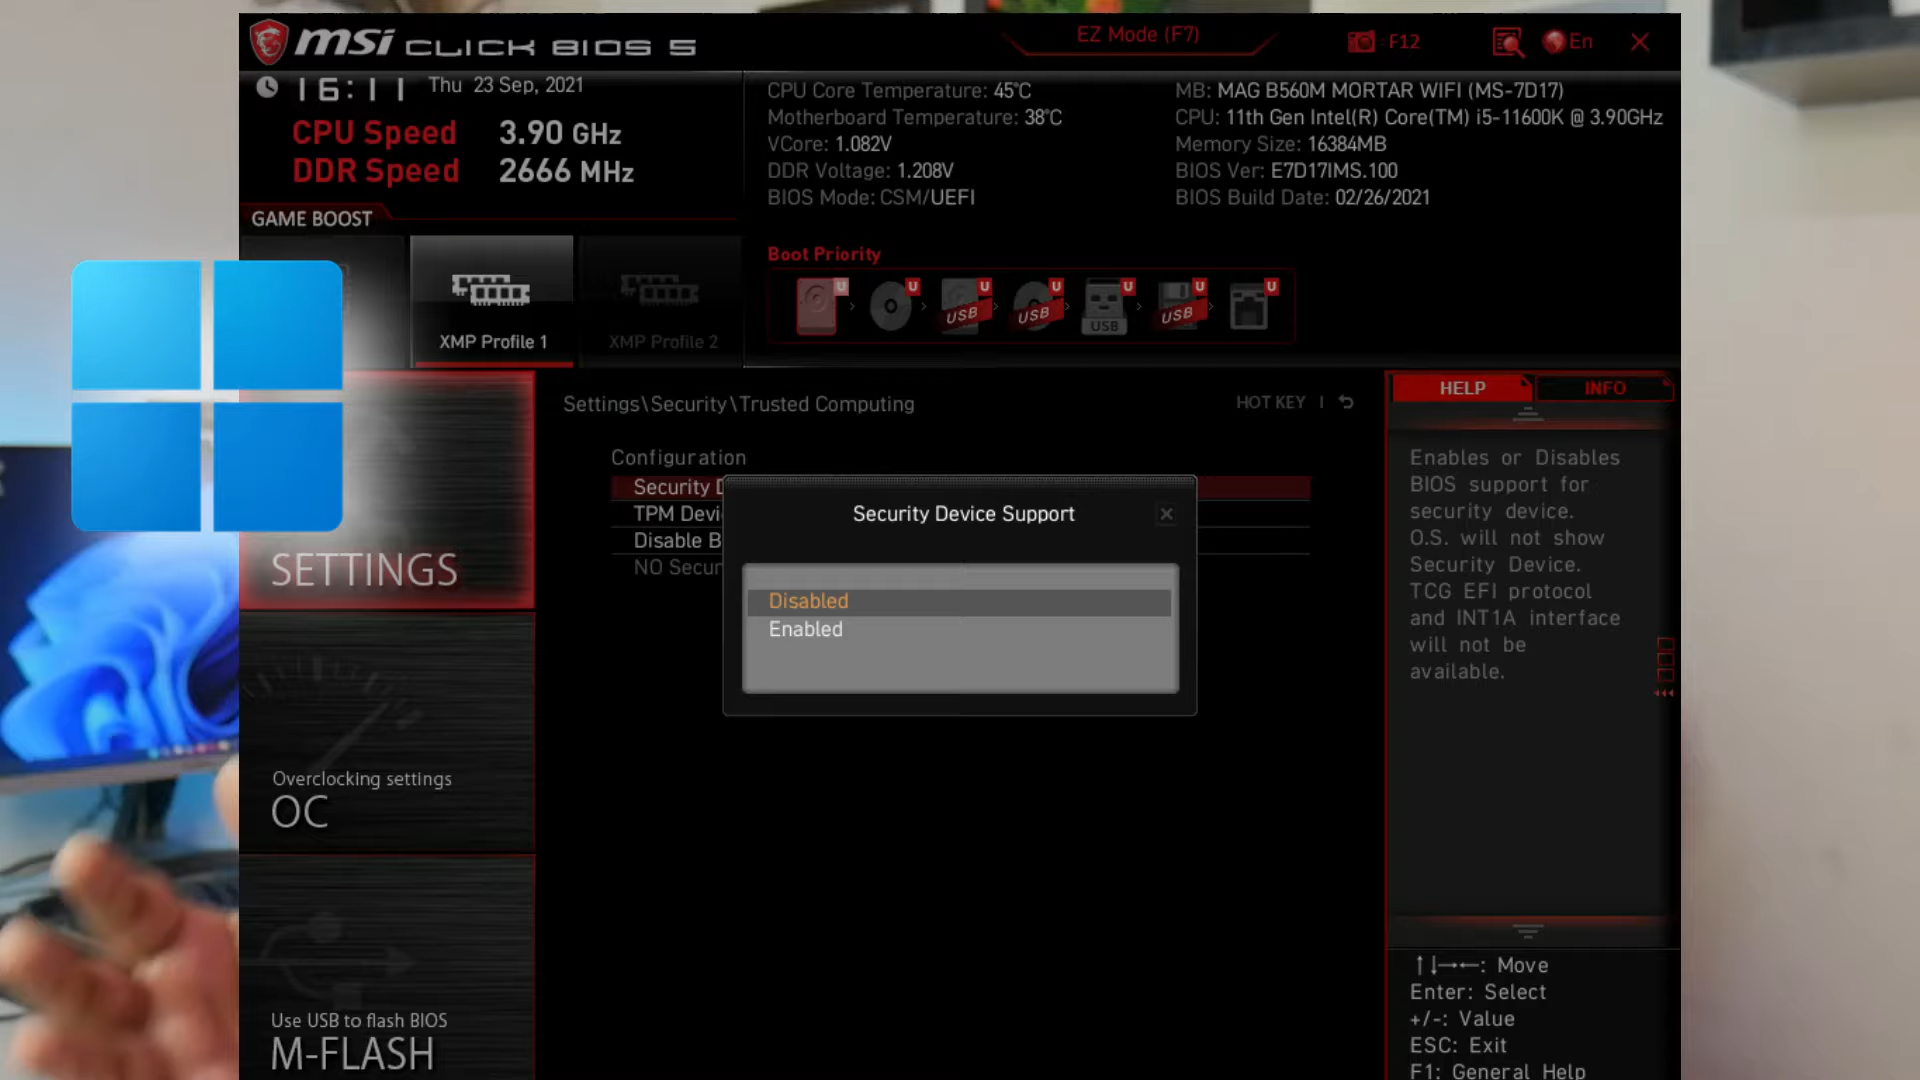 msi CLICK BIOS 5
EZ Mode (F7)
: F12
En
16:11 Thu 23 Sep, 2021
CPU Speed 3.90 GHz
DDR Speed 2666 MHz
CPU Core Temperature: 45°C
Motherboard Temperature: 38°C
VCore: 1.082V
DDR Voltage: 1.208V
BIOS Mode: CSM/UEFI
MB: MAG B560M MORTAR WIFI (MS-7D17)
CPU: 11th Gen Intel(R) Core(TM) i5-11600K @ 3.90GHz
Memory Size: 16384MB
BIOS Ver: E7D17IMS.100
BIOS Build Date: 02/26/2021
GAME BOOST
XMP Profile 1
XMP Profile 2
Boot Priority
U U U U U U U
USB USB USB USB
SETTINGS
Overclocking settings
OC
Use USB to flash BIOS
M-FLASH
Settings\Security\Trusted Computing
HOT KEY |
Configuration
Security D
TPM Devi
Disable B
NO Secur
Security Device Support
Disabled
Enabled
HELP
INFO
Enables or Disables
BIOS support for
security device.
O.S. will not show
Security Device.
TCG EFI protocol
and INT1A interface
will not be
available.
↑↓→←: Move
Enter: Select
+/-: Value
ESC: Exit
F1: General Help